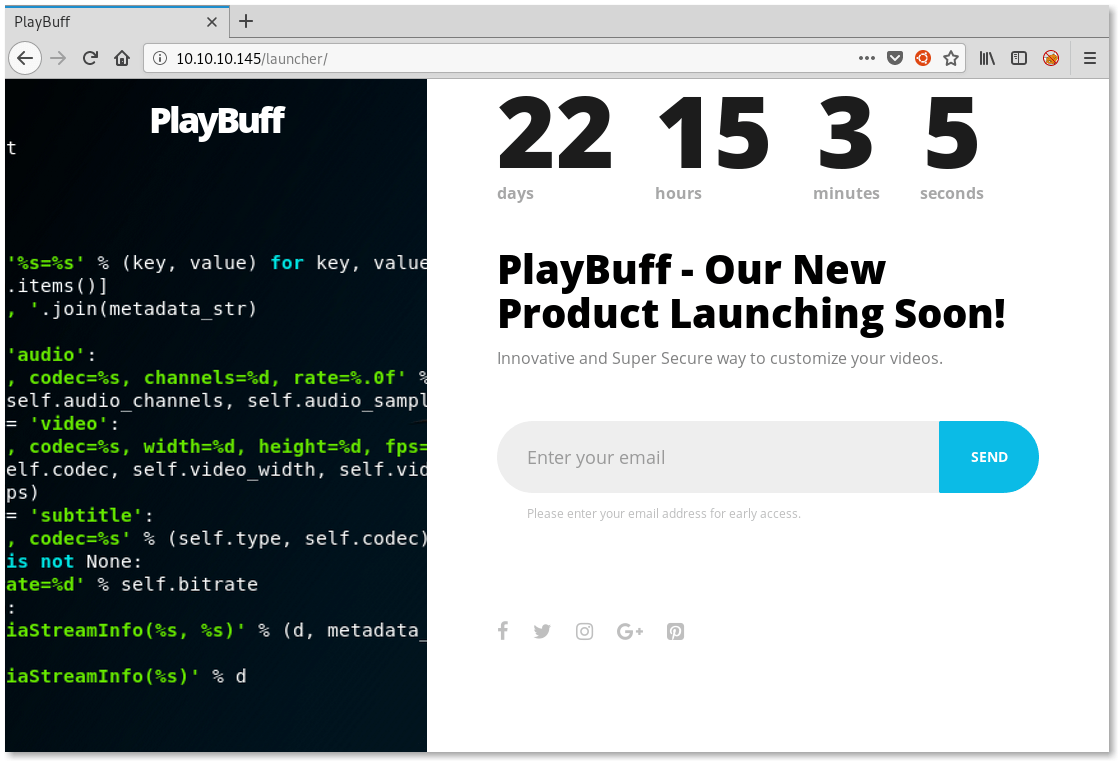 PlayBuff
10.10.10.145/launcher/
PlayBuff
t
'%s=%s' % (key, value) for key, value
.items()]
, '.join(metadata_str)
'audio':
, codec=%s, channels=%d, rate=%.0f' %
self.audio_channels, self.audio_sampl
= 'video':
, codec=%s, width=%d, height=%d, fps=
elf.codec, self.video_width, self.vid
ps)
= 'subtitle':
, codec=%s' % (self.type, self.codec)
is not None:
ate=%d' % self.bitrate
:
iaStreamInfo(%s, %s)' % (d, metadata_
iaStreamInfo(%s)' % d
22 15 3 5
days hours minutes seconds
PlayBuff - Our New
Product Launching Soon!
Innovative and Super Secure way to customize your videos.
Enter your email SEND
Please enter your email address for early access.